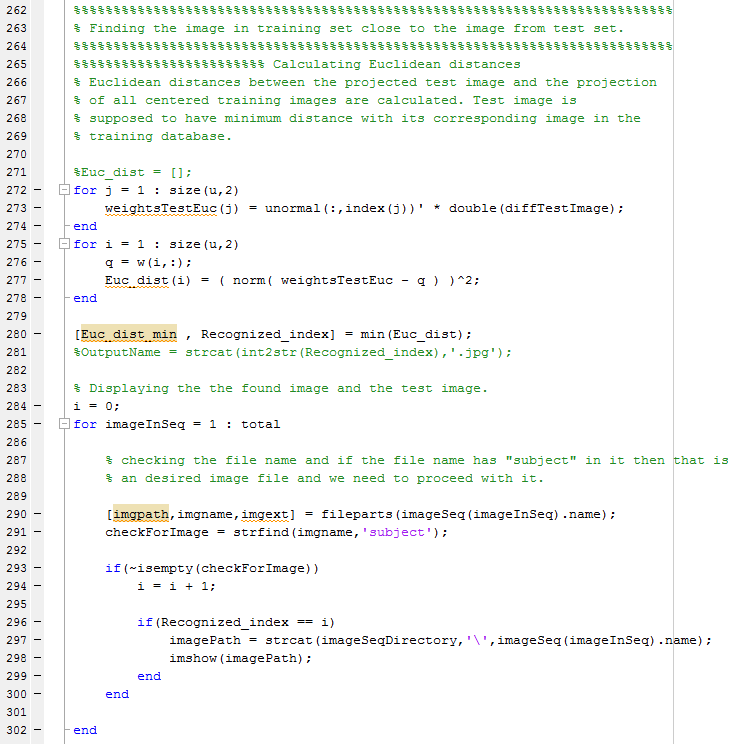 262 %%%%%%%%%%%%%%%%%%%%%%%%%%%%%%%%%%%%%%%%%%%%%%%%%%%%%%%%%%%%%%%%%%%%%%%%%%%%%
263 % Finding the image in training set close to the image from test set.
264 %%%%%%%%%%%%%%%%%%%%%%%%%%%%%%%%%%%%%%%%%%%%%%%%%%%%%%%%%%%%%%%%%%%%%%%%%%%%%
265 %%%%%%%%%%%%%%%%%%%%%%%% Calculating Euclidean distances
266 % Euclidean distances between the projected test image and the projection
267 % of all centered training images are calculated. Test image is
268 % supposed to have minimum distance with its corresponding image in the
269 % training database.
270
271 %Euc_dist = [];
272 – for j = 1 : size(u,2)
273 – weightsTestEuc(j) = unormal(:,index(j))' * double(diffTestImage);
274 – end
275 – for i = 1 : size(u,2)
276 – q = w(i,:);
277 – Euc_dist(i) = ( norm( weightsTestEuc - q ) )^2;
278 – end
279
280 – [Euc_dist_min , Recognized_index] = min(Euc_dist);
281 %OutputName = strcat(int2str(Recognized_index),'.jpg');
282
283 % Displaying the the found image and the test image.
284 – i = 0;
285 – for imageInSeq = 1 : total
286
287 % checking the file name and if the file name has "subject" in it then that is
288 % an desired image file and we need to proceed with it.
289
290 – [imgpath,imgname,imgext] = fileparts(imageSeq(imageInSeq).name);
291 – checkForImage = strfind(imgname,'subject');
292
293 – if(~isempty(checkForImage))
294 – i = i + 1;
295
296 – if(Recognized_index == i)
297 – imagePath = strcat(imageSeqDirectory,'\',imageSeq(imageInSeq).name);
298 – imshow(imagePath);
299 – end
300 – end
301
302 – end